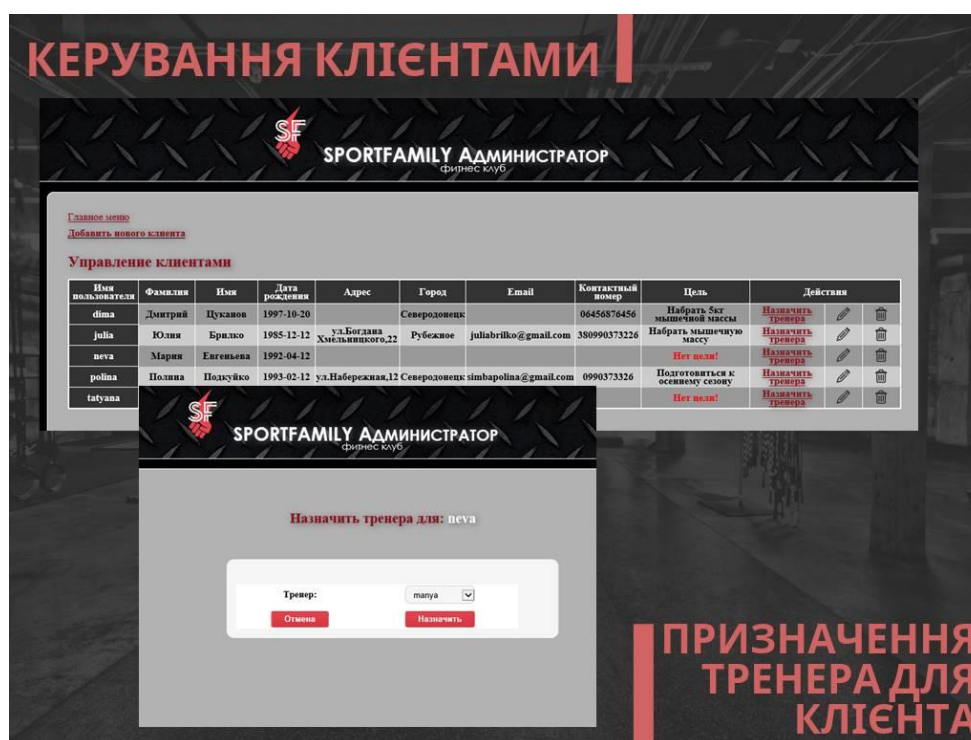 КЕРУВАННЯ КЛІЄНТАМИ
SF
SPORTFAMILY АДМИНИСТРАТОР
фитнес клуб
Главное меню
Добавить нового клиента
Управление клиентами
Имя пользователя Фамилия Имя Дата рождения Адрес Город Email Контактный номер Цель Действия
dima Дмитрий Цуканов 1997-10-20 Северодонецк 06456876456 Набрать 5кг мышечной массы Назначить тренера
julia Юлия Брилко 1985-12-12 ул.Богдана Хмельницкого,22 Рубежное juliabrilko@gmail.com 380990373226 Набрать мышечную массу Назначить тренера
neva Мария Евгеньева 1992-04-12 Нет цели! Назначить тренера
polina Полина Подкуйко 1993-02-12 ул.Набережная,12 Северодонецк simbapolina@gmail.com 0990373326 Подготовиться к осеннему сезону Назначить тренера
tatyana Нет цели! Назначить тренера
SF
SPORTFAMILY АДМИНИСТРАТОР
фитнес клуб
Назначить тренера для: neva
Тренер: manya
Отмена Назначить
ПРИЗНАЧЕННЯ
ТРЕНЕРА ДЛЯ
КЛІЄНТА